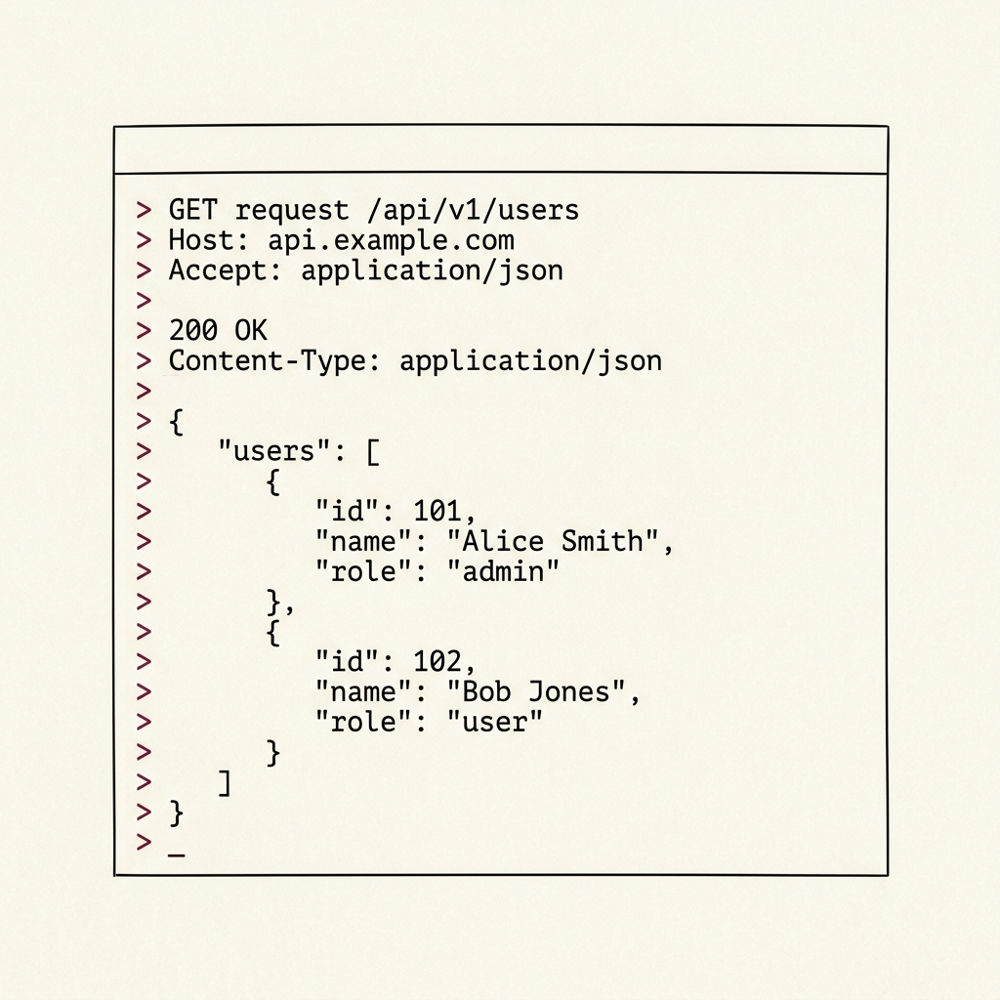 > GET request /api/v1/users
> Host: api.example.com
> Accept: application/json
>
> 200 OK
> Content-Type: application/json
>
> {
>    "users": [
>       {
>          "id": 101,
>          "name": "Alice Smith",
>          "role": "admin"
>       },
>       {
>          "id": 102,
>          "name": "Bob Jones",
>          "role": "user"
>       }
>    ]
> }
> _